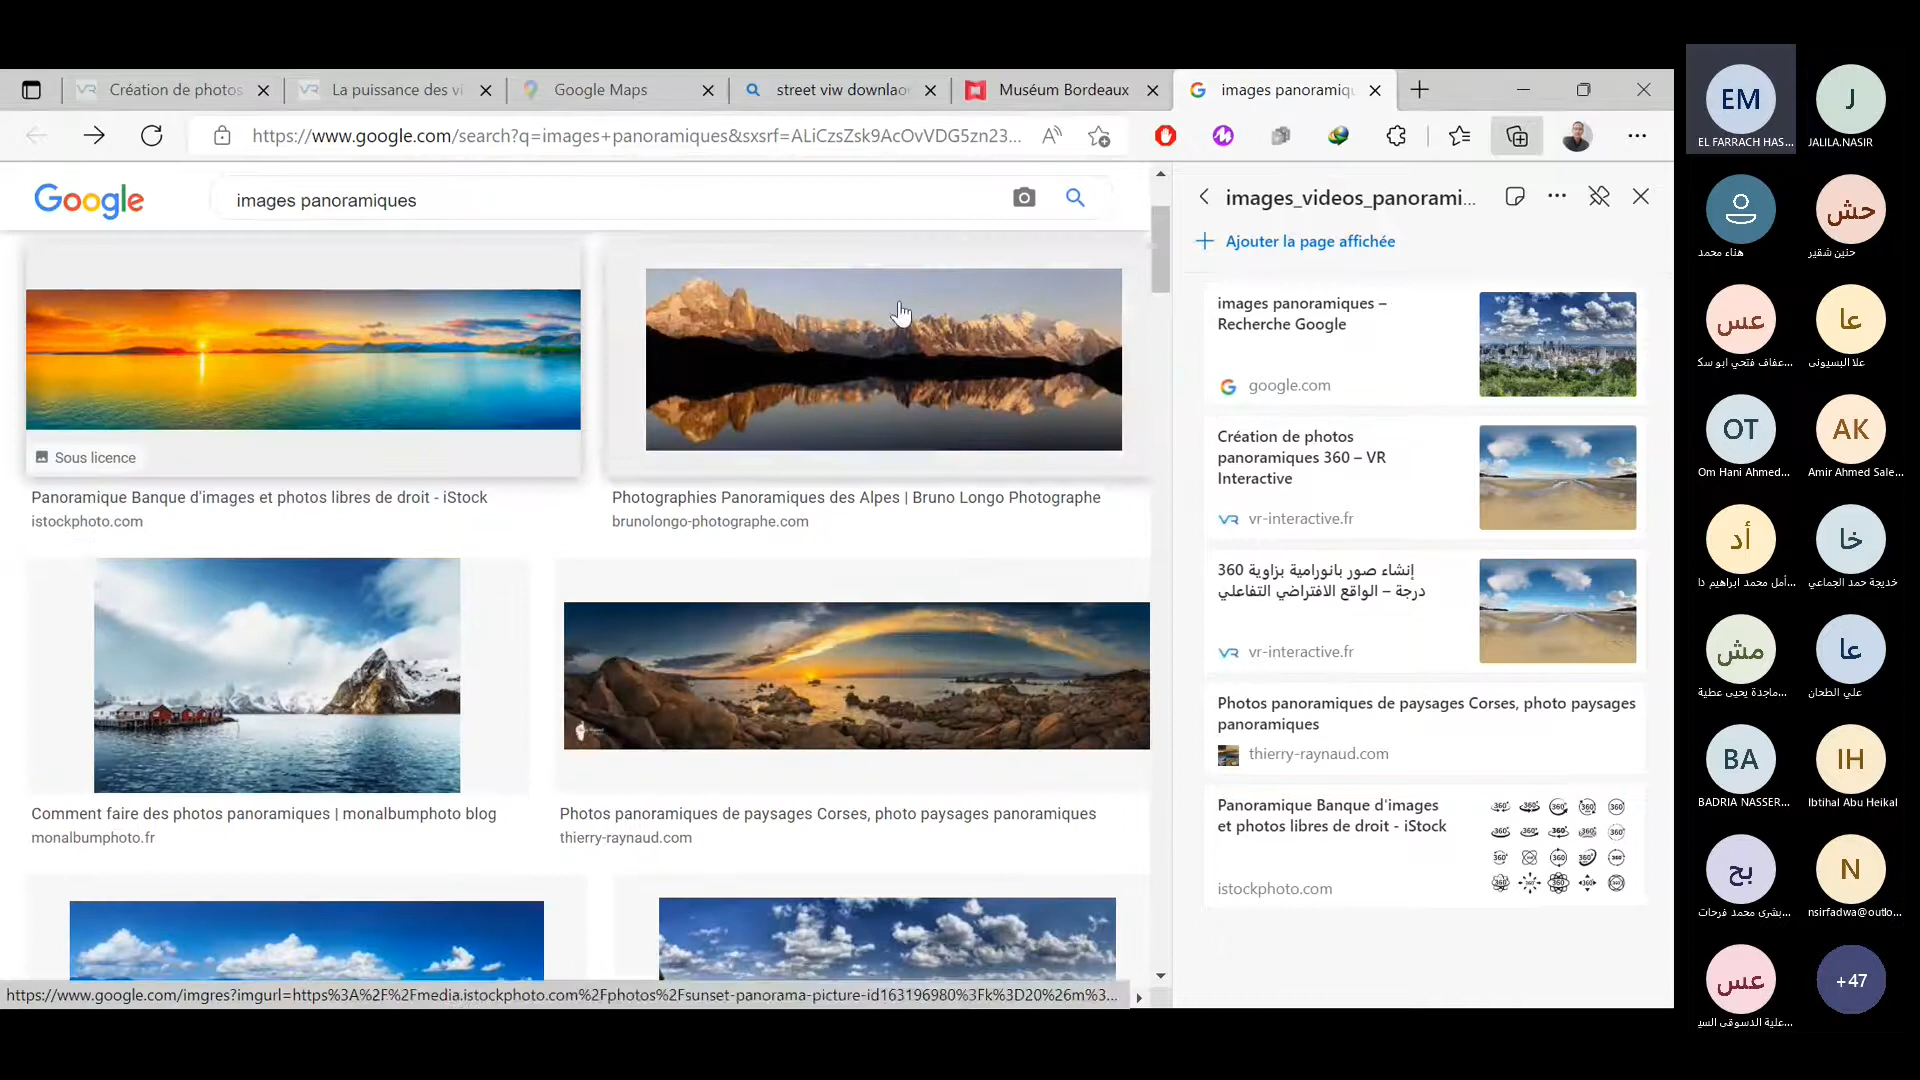 Création de photos
La puissance des vi
Google Maps
street viw downlao
Muséum Bordeaux
images panoramiqu
https://www.google.com/search?q=images+panoramiques&sxsrf=ALiCzsZsk9AcOvVDG5zn23...
Google
images panoramiques
Sous licence
Panoramique Banque d'images et photos libres de droit - iStock
istockphoto.com
Photographies Panoramiques des Alpes | Bruno Longo Photographe
brunolongo-photographe.com
Comment faire des photos panoramiques | monalbumphoto blog
monalbumphoto.fr
Photos panoramiques de paysages Corses, photo paysages panoramiques
thierry-raynaud.com
https://www.google.com/imgres?imgurl=https%3A%2F%2Fmedia.istockphoto.com%2Fphotos%2Fsunset-panorama-picture-id163196980%3Fk%3D20%26m%3...
images_videos_panorami...
Ajouter la page affichée
images panoramiques –
Recherche Google
google.com
Création de photos
panoramiques 360 – VR
Interactive
vr-interactive.fr
إنشاء صور بانورامية بزاوية 360
درجة – الواقع الافتراضي التفاعلي
vr-interactive.fr
Photos panoramiques de paysages Corses, photo paysages
panoramiques
thierry-raynaud.com
Panoramique Banque d'images
et photos libres de droit - iStock
istockphoto.com
EM
EL FARRACH HAS...
J
JALILA.NASIR
هناء محمد
حش
حنين شقير
عس
عفاف فتحي ابو سك...
عا
علا البسيونى
OT
Om Hani Ahmed...
AK
Amir Ahmed Sale...
أد
أمل محمد ابراهيم دا...
خا
خديجة حمد الجماعي
مش
ماجدة يحيى عطية...
عا
علي الطحان
BA
BADRIA NASSER...
IH
Ibtihal Abu Heikal
بح
بشرى محمد فرحات...
N
nsirfadwa@outlo...
عس
علية الدسوقى السي...
+47